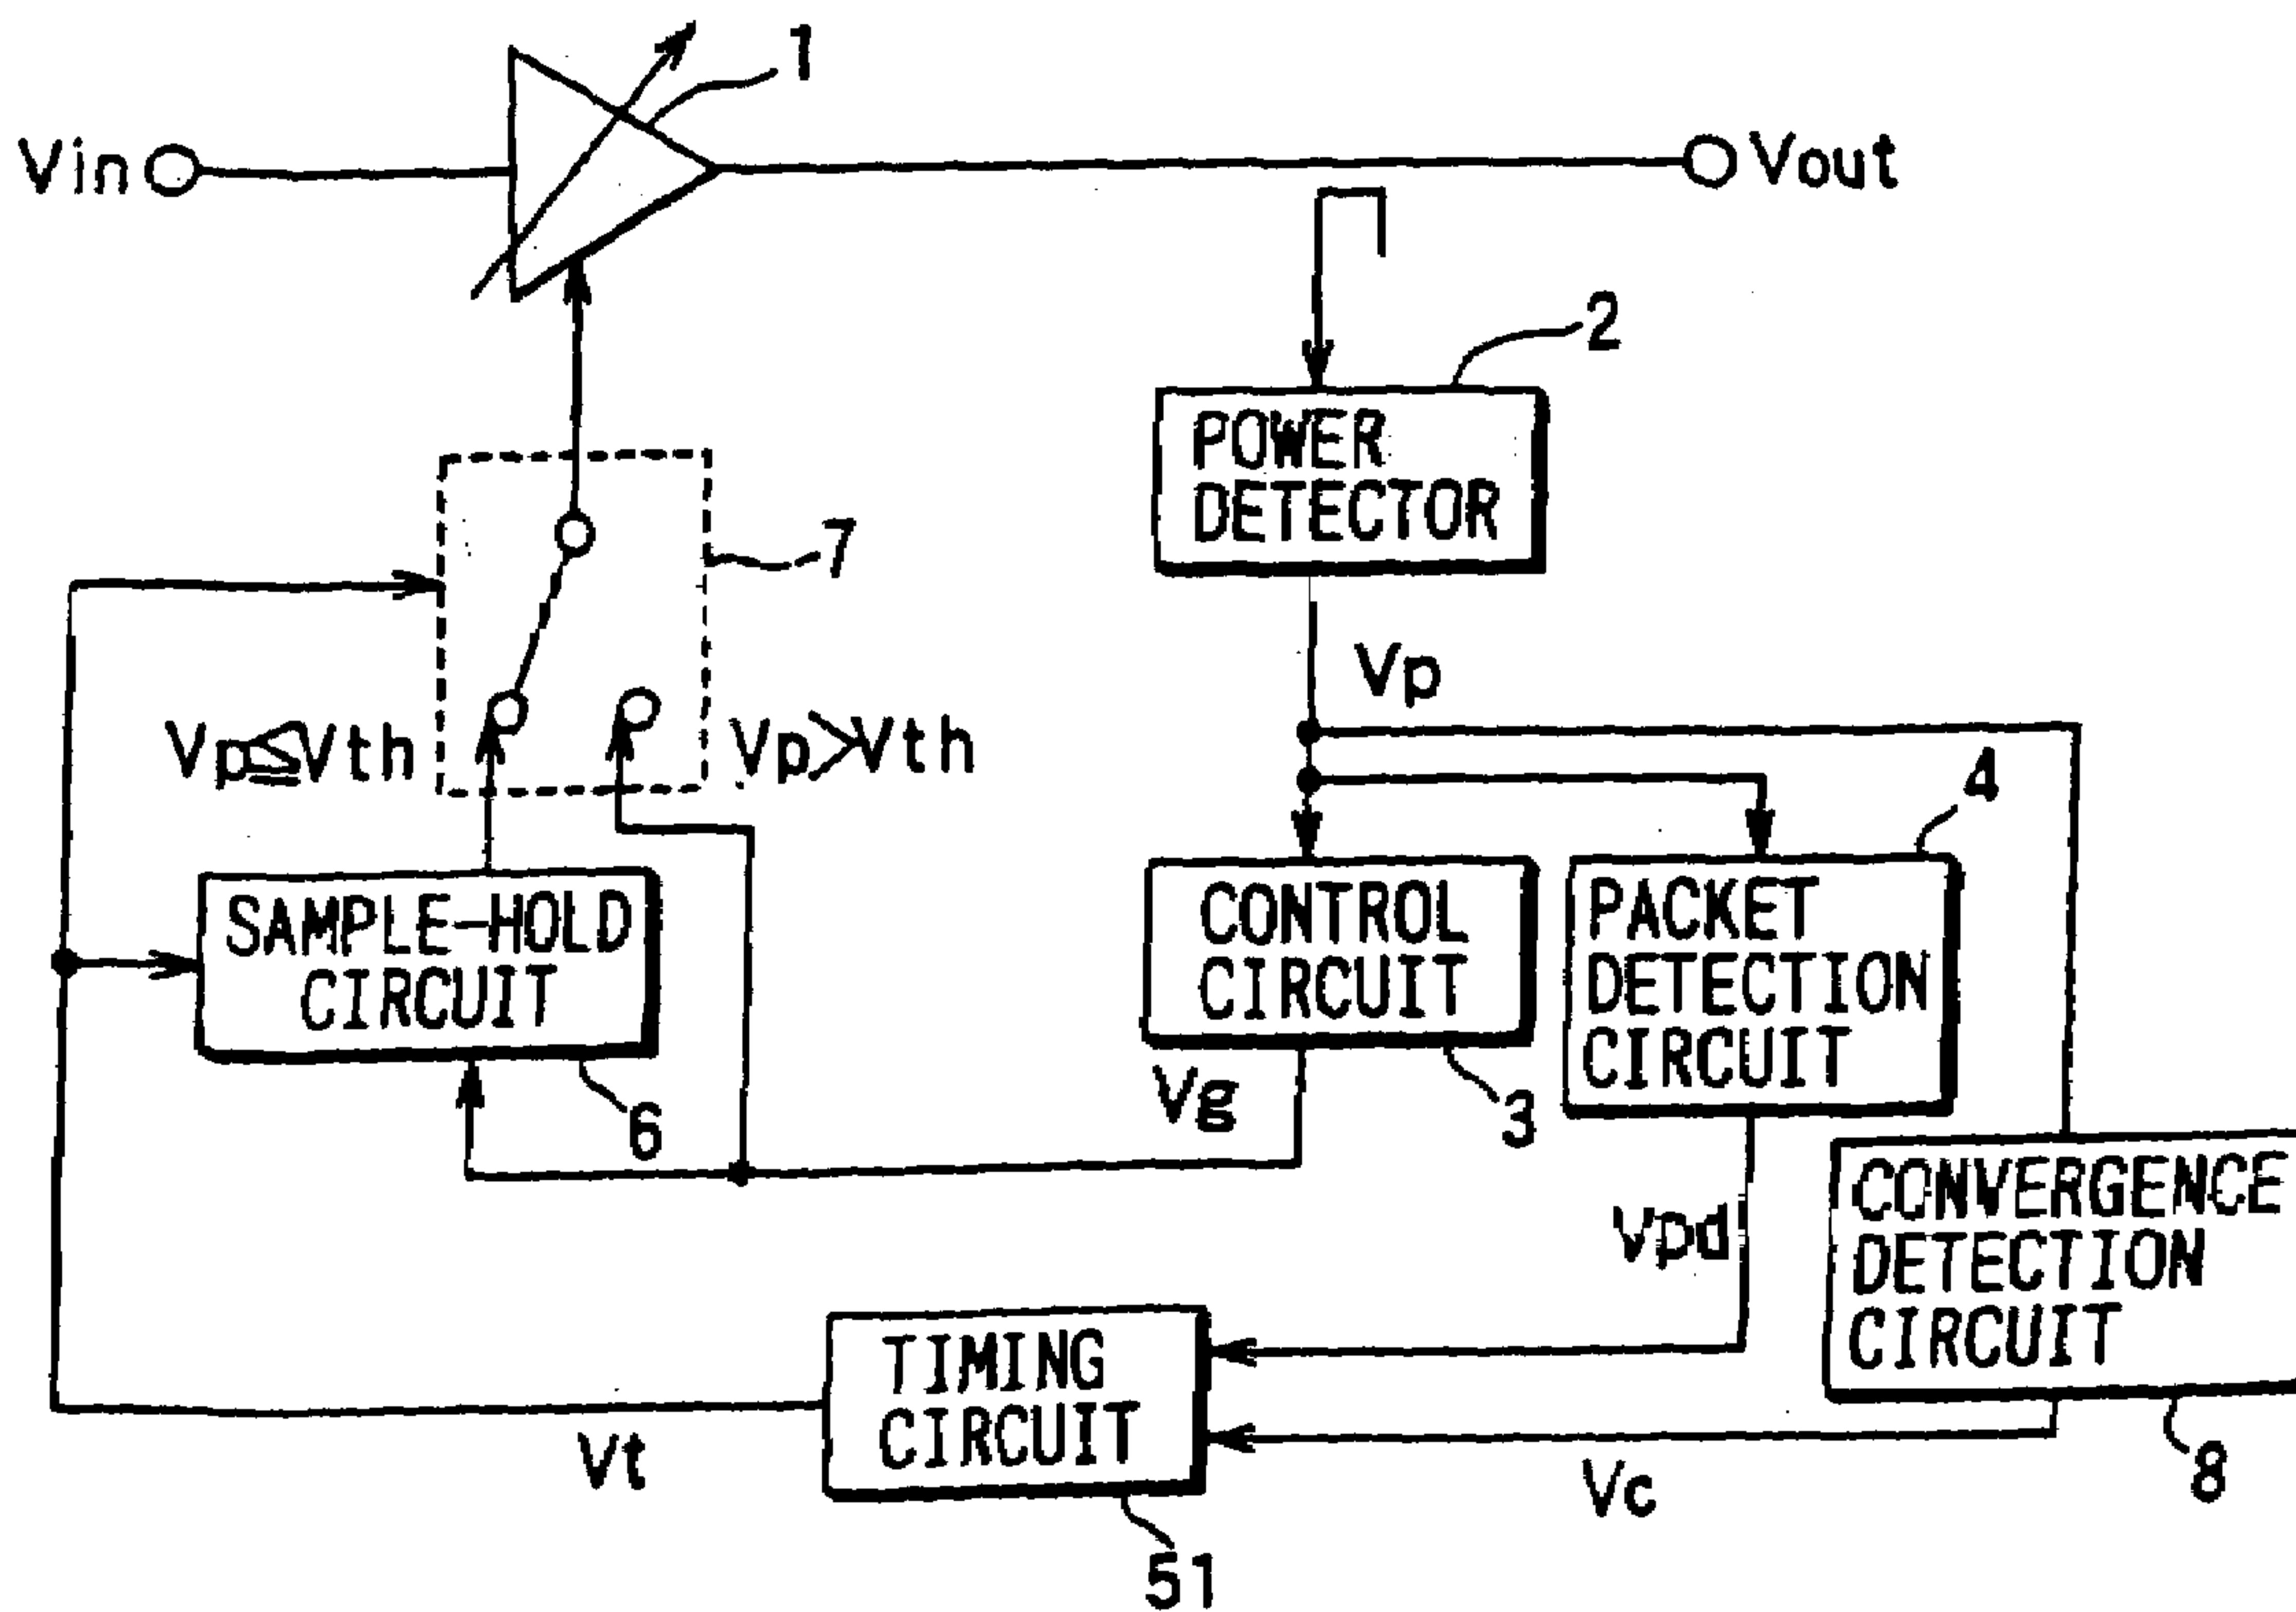 1
Vin
Vout
2
POWER
DETECTOR
7
Vp
Vp≦Vth
Vp>Vth
4
SAMPLE-HOLD
CIRCUIT
CONTROL
CIRCUIT
PACKET
DETECTION
CIRCUIT
6
Vg
3
CONVERGENCE
DETECTION
CIRCUIT
Vpd
TIMING
CIRCUIT
Vt
Vc
8
51